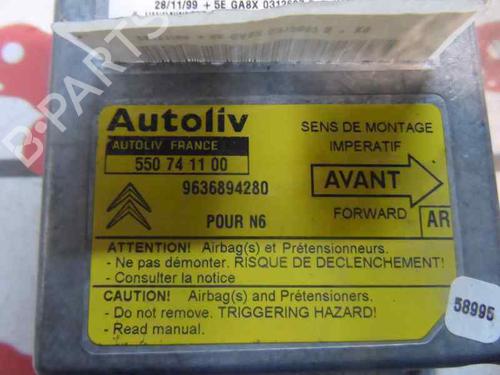 28/11/99 + 5E GA8X
Autoliv
AUTOLIV FRANCE
550 74 11 00
9636894280
POUR N6
SENS DE MONTAGE
IMPERATIF
AVANT
FORWARD
AR
ATTENTION! Airbag(s) et Prétensionneurs.
- Ne pas démonter. RISQUE DE DECLENCHEMENT!
- Consulter la notice
CAUTION! Airbag(s) and Pretensioners.
- Do not remove. TRIGGERING HAZARD!
- Read manual.
58995
B-PARTS